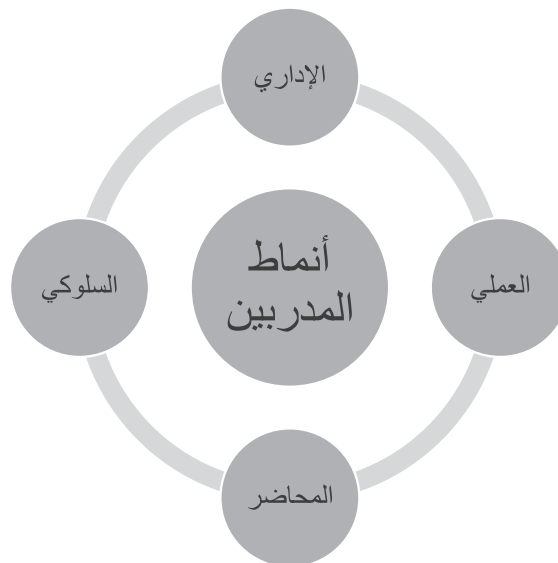 الإداري
أنماط
المدربين
العملي
السلوكي
المحاضر